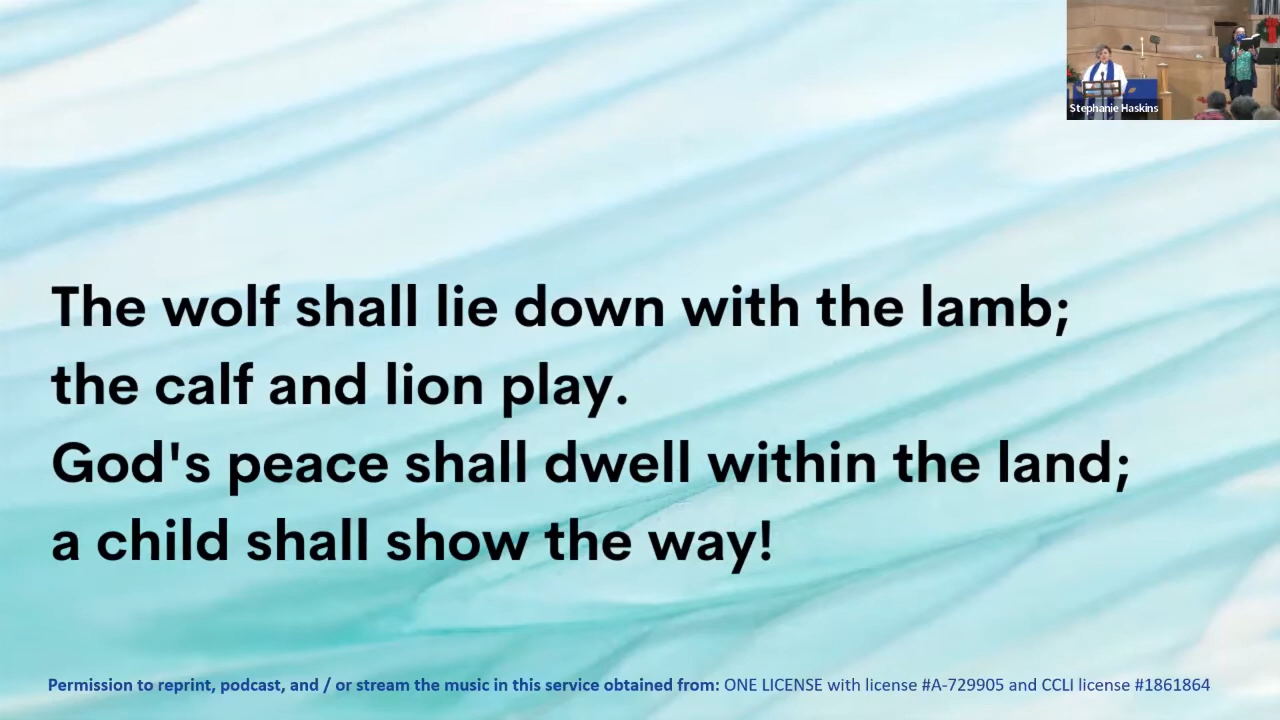 Stephanie Haskins
The wolf shall lie down with the lamb;
the calf and lion play.
God's peace shall dwell within the land;
a child shall show the way!
Permission to reprint, podcast, and / or stream the music in this service obtained from: ONE LICENSE with license #A-729905 and CCLI license #1861864